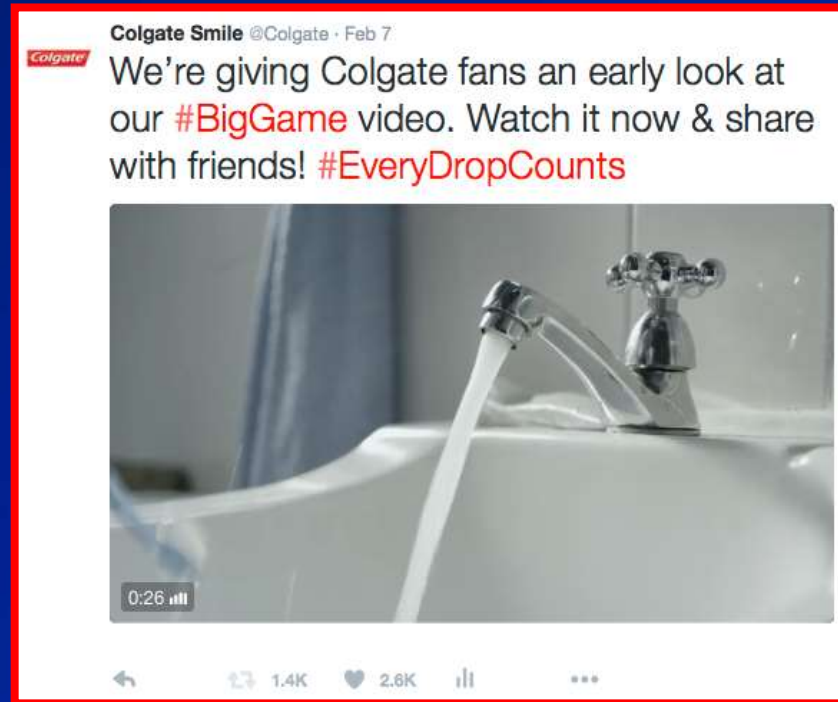 Colgate Smile @Colgate · Feb 7
Colgate
We're giving Colgate fans an early look at
our #BigGame video. Watch it now & share
with friends! #EveryDropCounts
0:26
1.4K 2.6K